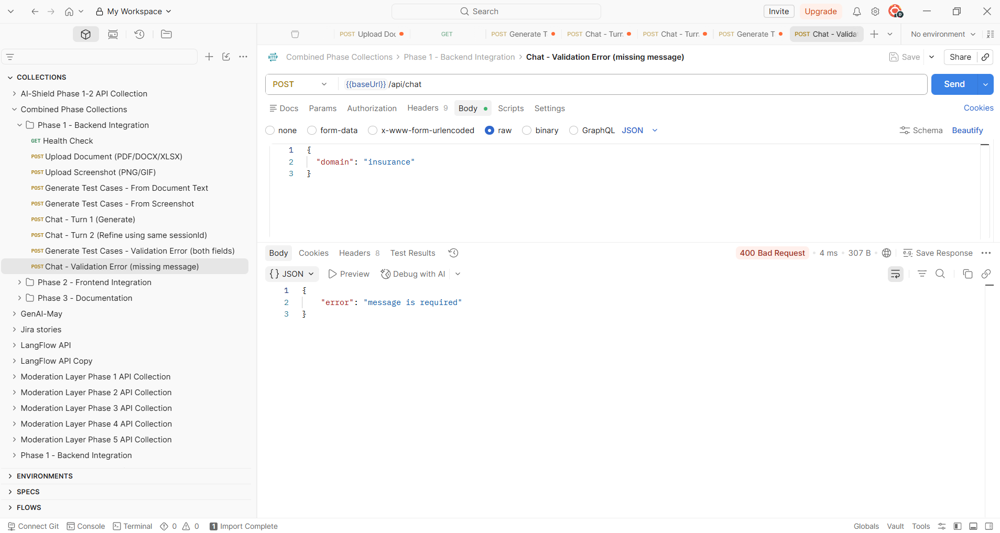 My Workspace
Search
Invite
Upgrade
POST Upload Doc
GET
POST Generate T
POST Chat - Turn
POST Chat - Turn
POST Generate T
POST Chat - Valida
No environment
HTTP
Combined Phase Collections > Phase 1 - Backend Integration > Chat - Validation Error (missing message)
Save
Share
COLLECTIONS
AI-Shield Phase 1-2 API Collection
Combined Phase Collections
Phase 1 - Backend Integration
GET Health Check
POST Upload Document (PDF/DOCX/XLSX)
POST Upload Screenshot (PNG/GIF)
POST Generate Test Cases - From Document Text
POST Generate Test Cases - From Screenshot
POST Chat - Turn 1 (Generate)
POST Chat - Turn 2 (Refine using same sessionId)
POST Generate Test Cases - Validation Error (both fields)
POST Chat - Validation Error (missing message)
Phase 2 - Frontend Integration
Phase 3 - Documentation
GenAI-May
Jira stories
LangFlow API
LangFlow API Copy
Moderation Layer Phase 1 API Collection
Moderation Layer Phase 2 API Collection
Moderation Layer Phase 3 API Collection
Moderation Layer Phase 4 API Collection
Moderation Layer Phase 5 API Collection
Phase 1 - Backend Integration
ENVIRONMENTS
SPECS
FLOWS
POST
{{baseUrl}} /api/chat
Send
Docs Params Authorization Headers 9 Body Scripts Settings
Cookies
none form-data x-www-form-urlencoded raw binary GraphQL JSON
Schema Beautify
1 {
2 "domain": "insurance"
3 }
Body Cookies Headers 8 Test Results
400 Bad Request • 4 ms • 307 B
e.g. Save Response
{} JSON Preview Debug with AI
1 {
2 "error": "message is required"
3 }
Connect Git Console Terminal 0 0 1 Import Complete
Globals Vault Tools